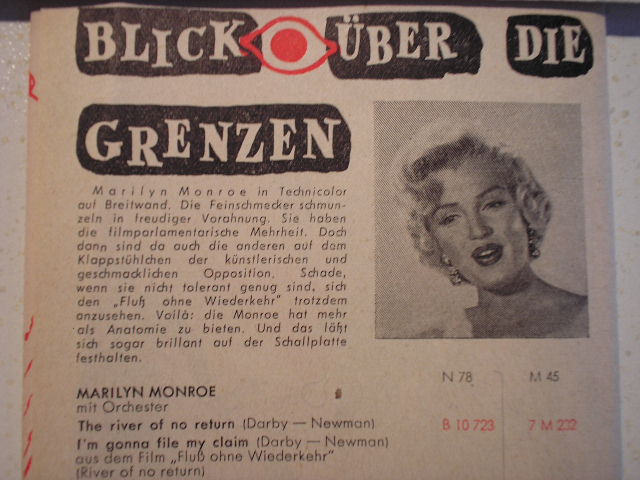 BLICK ÜBER DIE
GRENZEN
Marilyn Monroe in Technicolor
auf Breitwand. Die Feinschmecker schmun-
zeln in freudiger Vorahnung. Sie haben
die filmparlamentarische Mehrheit. Doch
dann sind da auch die anderen auf dem
Klappstühlchen der künstlerischen und
geschmacklichen Opposition. Schade,
wenn sie nicht tolerant genug sind, sich
den „Fluß ohne Wiederkehr" trotzdem
anzusehen. Voilà: die Monroe hat mehr
als Anatomie zu bieten. Und das läßt
sich sogar brillant auf der Schallplatte
festhalten.
N 78 M 45
MARILYN MONROE
mit Orchester
The river of no return (Darby — Newman) B 10 723 7 M 232
I'm gonna file my claim (Darby — Newman)
aus dem Film „Fluß ohne Wiederkehr"
(River of no return)